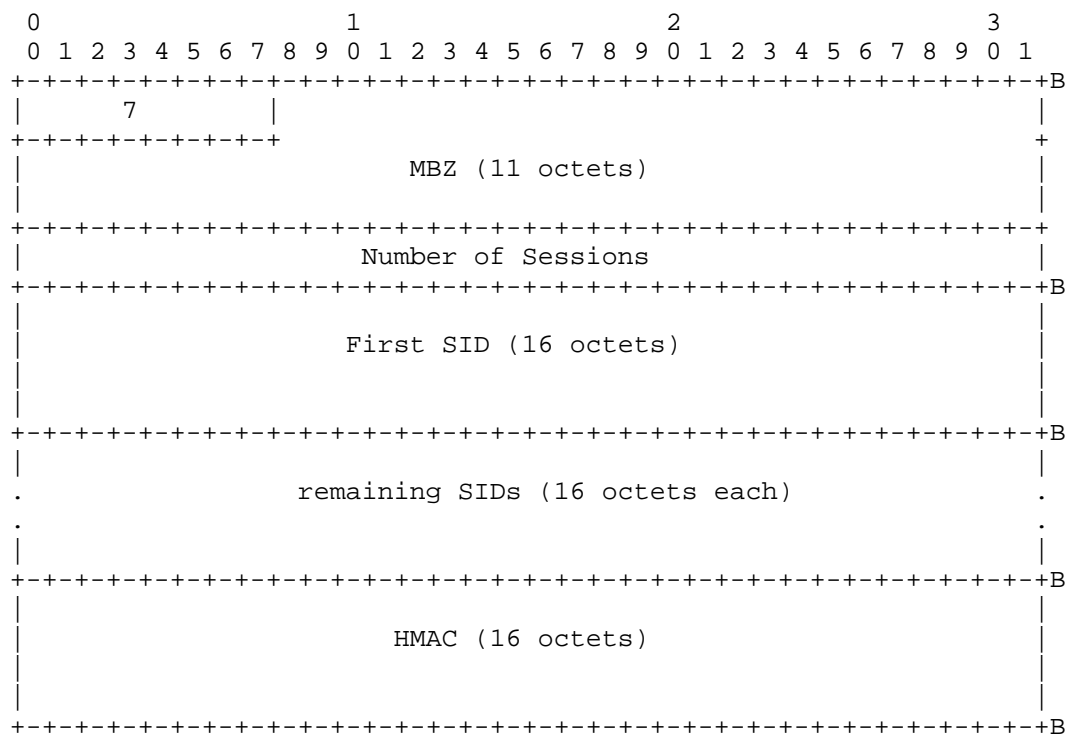 0                   1                   2                   3
 0 1 2 3 4 5 6 7 8 9 0 1 2 3 4 5 6 7 8 9 0 1 2 3 4 5 6 7 8 9 0 1
+-+-+-+-+-+-+-+-+-+-+-+-+-+-+-+-+-+-+-+-+-+-+-+-+-+-+-+-+-+-+-+-+B
|      7        |                                               |
+-+-+-+-+-+-+-+-+                                               +
|                        MBZ (11 octets)                        |
|                                                               |
+-+-+-+-+-+-+-+-+-+-+-+-+-+-+-+-+-+-+-+-+-+-+-+-+-+-+-+-+-+-+-+-+
|                     Number of Sessions                        |
+-+-+-+-+-+-+-+-+-+-+-+-+-+-+-+-+-+-+-+-+-+-+-+-+-+-+-+-+-+-+-+-+B
|                                                               |
|                    First SID (16 octets)                      |
|                                                               |
|                                                               |
+-+-+-+-+-+-+-+-+-+-+-+-+-+-+-+-+-+-+-+-+-+-+-+-+-+-+-+-+-+-+-+-+B
|                                                               |
.                 remaining SIDs (16 octets each)               .
.                                                               .
|                                                               |
+-+-+-+-+-+-+-+-+-+-+-+-+-+-+-+-+-+-+-+-+-+-+-+-+-+-+-+-+-+-+-+-+B
|                                                               |
|                       HMAC (16 octets)                        |
|                                                               |
|                                                               |
+-+-+-+-+-+-+-+-+-+-+-+-+-+-+-+-+-+-+-+-+-+-+-+-+-+-+-+-+-+-+-+-+B